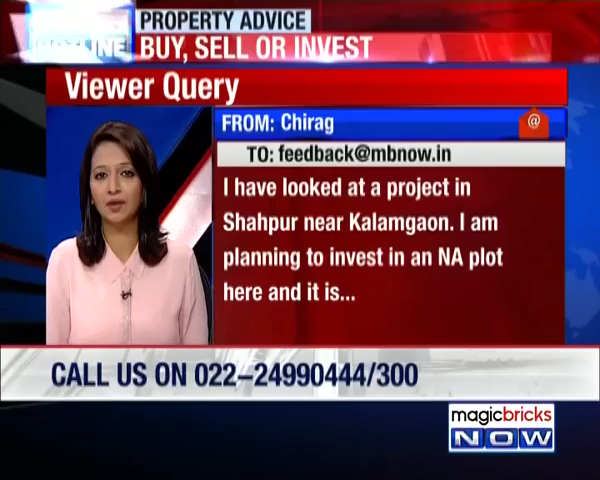 PROPERTY ADVICE
HOTLINE BUY, SELL OR INVEST
Viewer Query
FROM: Chirag
@
TO: feedback@mbnow.in
I have looked at a project in
Shahpur near Kalamgaon. I am
planning to invest in an NA plot
here and it is...
CALL US ON 022–24990444/300
magicbricks
NOW